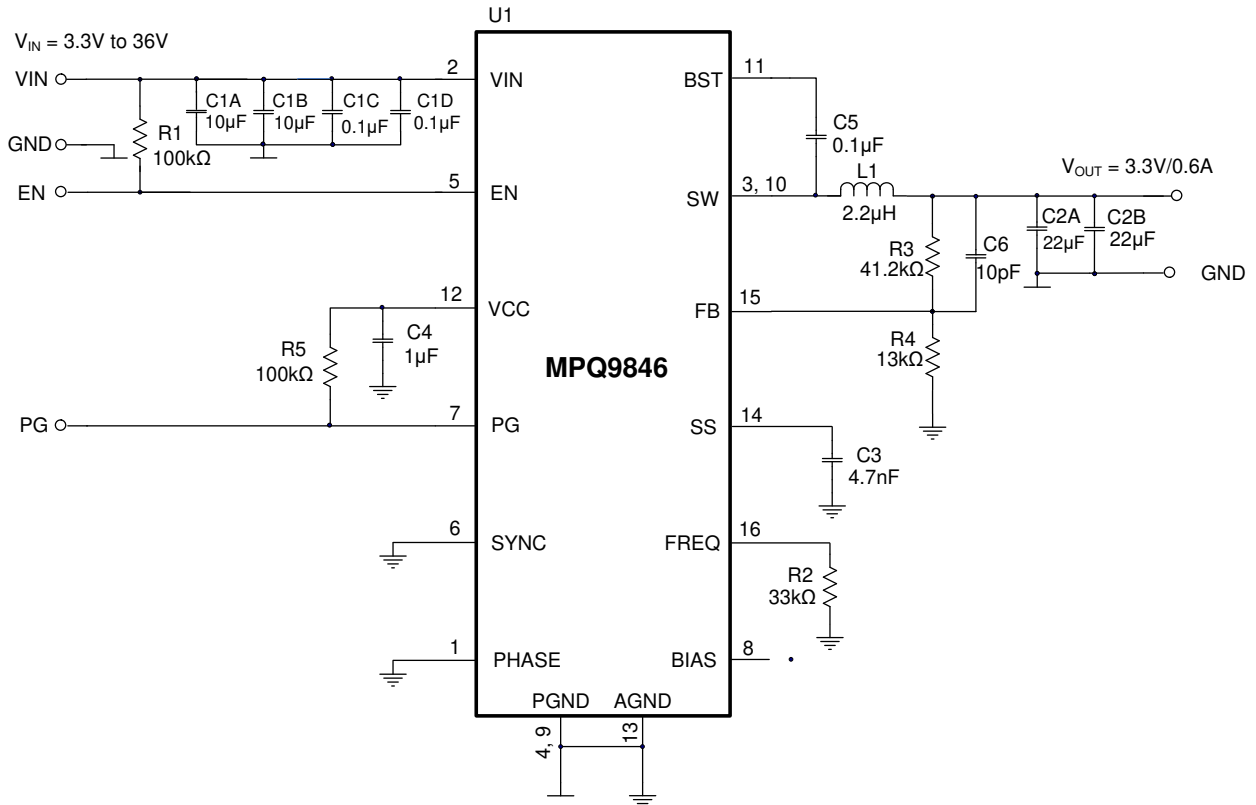 U1
V_IN = 3.3V to 36V
VIN
2
VIN
BST
11
C1A
10µF
C1B
10µF
C1C
0.1µF
C1D
0.1µF
GND
R1
100kΩ
C5
0.1µF
EN
5
EN
SW
3, 10
L1
2.2µH
V_OUT = 3.3V/0.6A
R3
41.2kΩ
C6
10pF
C2A
22µF
C2B
22µF
GND
12
VCC
FB
15
R5
100kΩ
C4
1µF
MPQ9846
R4
13kΩ
PG
7
PG
SS
14
C3
4.7nF
6
SYNC
FREQ
16
R2
33kΩ
1
PHASE
BIAS
8
PGND
AGND
4, 9
13